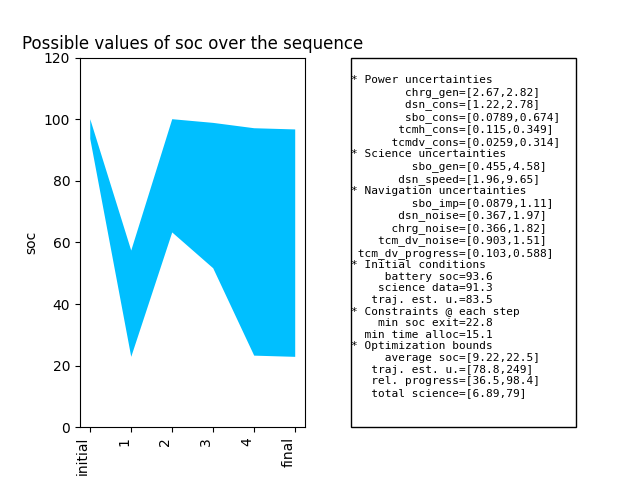 Possible values of soc over the sequence
120
100
80
60
40
20
0
soc
initial
1
2
3
4
final
* Power uncertainties
chrg_gen=[2.67,2.82]
dsn_cons=[1.22,2.78]
sbo_cons=[0.0789,0.674]
tcmh_cons=[0.115,0.349]
tcmdv_cons=[0.0259,0.314]
* Science uncertainties
sbo_gen=[0.455,4.58]
dsn_speed=[1.96,9.65]
* Navigation uncertainties
sbo_imp=[0.0879,1.11]
dsn_noise=[0.367,1.97]
chrg_noise=[0.366,1.82]
tcm_dv_noise=[0.903,1.51]
tcm_dv_progress=[0.103,0.588]
* Initial conditions
battery soc=93.6
science data=91.3
traj. est. u.=83.5
* Constraints @ each step
min soc exit=22.8
min time alloc=15.1
* Optimization bounds
average soc=[9.22,22.5]
traj. est. u.=[78.8,249]
rel. progress=[36.5,98.4]
total science=[6.89,79]